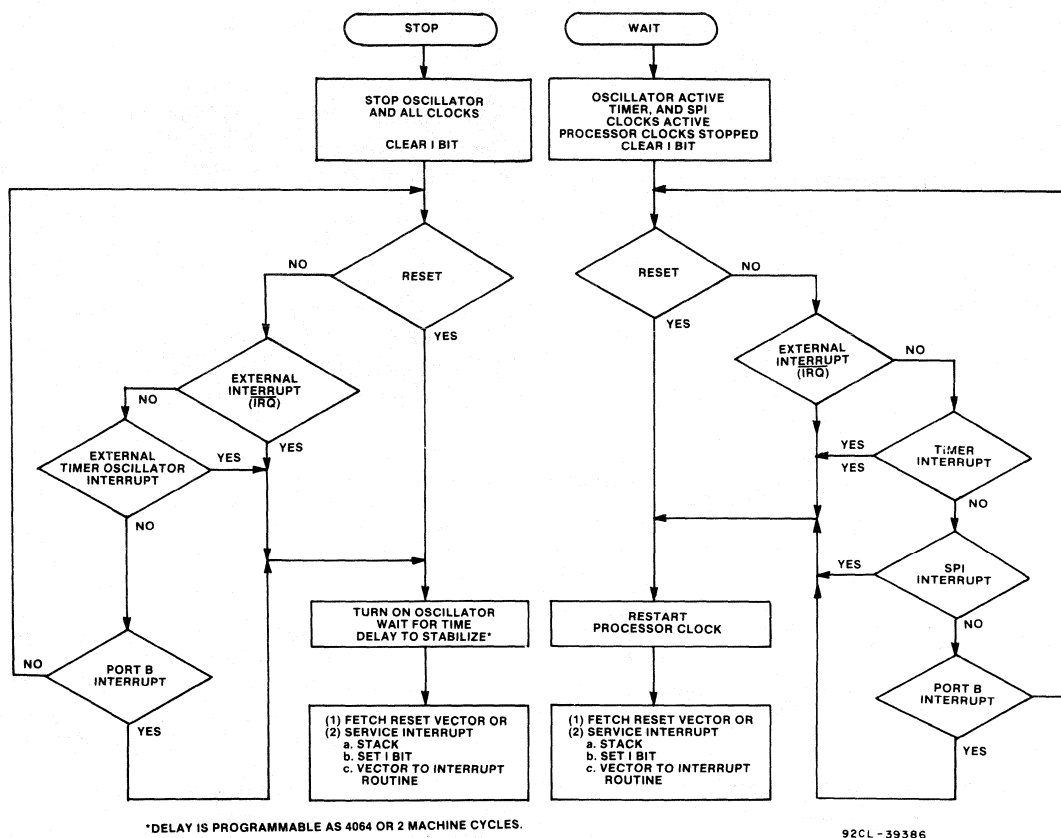 STOP
STOP OSCILLATOR
AND ALL CLOCKS
CLEAR I BIT
RESET
NO
YES
EXTERNAL
INTERRUPT
(IRQ)
NO
YES
EXTERNAL
TIMER OSCILLATOR
INTERRUPT
YES
NO
PORT B
INTERRUPT
NO
YES
TURN ON OSCILLATOR
WAIT FOR TIME
DELAY TO STABILIZE*
(1) FETCH RESET VECTOR OR
(2) SERVICE INTERRUPT
a. STACK
b. SET I BIT
c. VECTOR TO INTERRUPT
ROUTINE
WAIT
OSCILLATOR ACTIVE
TIMER, AND SPI
CLOCKS ACTIVE
PROCESSOR CLOCKS STOPPED
CLEAR I BIT
RESET
NO
YES
EXTERNAL
INTERRUPT
(IRQ)
NO
YES
YES
TIMER
INTERRUPT
NO
YES
SPI
INTERRUPT
NO
PORT B
INTERRUPT
YES
RESTART
PROCESSOR CLOCK
(1) FETCH RESET VECTOR OR
(2) SERVICE INTERRUPT
a. STACK
b. SET I BIT
c. VECTOR TO INTERRUPT
ROUTINE
*DELAY IS PROGRAMMABLE AS 4064 OR 2 MACHINE CYCLES.
92CL-39386